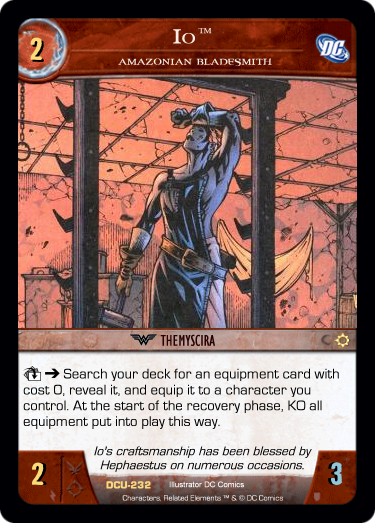 2
Io™
DC
AMAZONIAN BLADESMITH
THEMYSCIRA
➔ Search your deck for an equipment card with
cost 0, reveal it, and equip it to a character you
control. At the start of the recovery phase, KO all
equipment put into play this way.
Io's craftsmanship has been blessed by
Hephaestus on numerous occasions.
2
DCU-232 Illustrator DC Comics
3
Characters, Related Elements ™ & © DC Comics